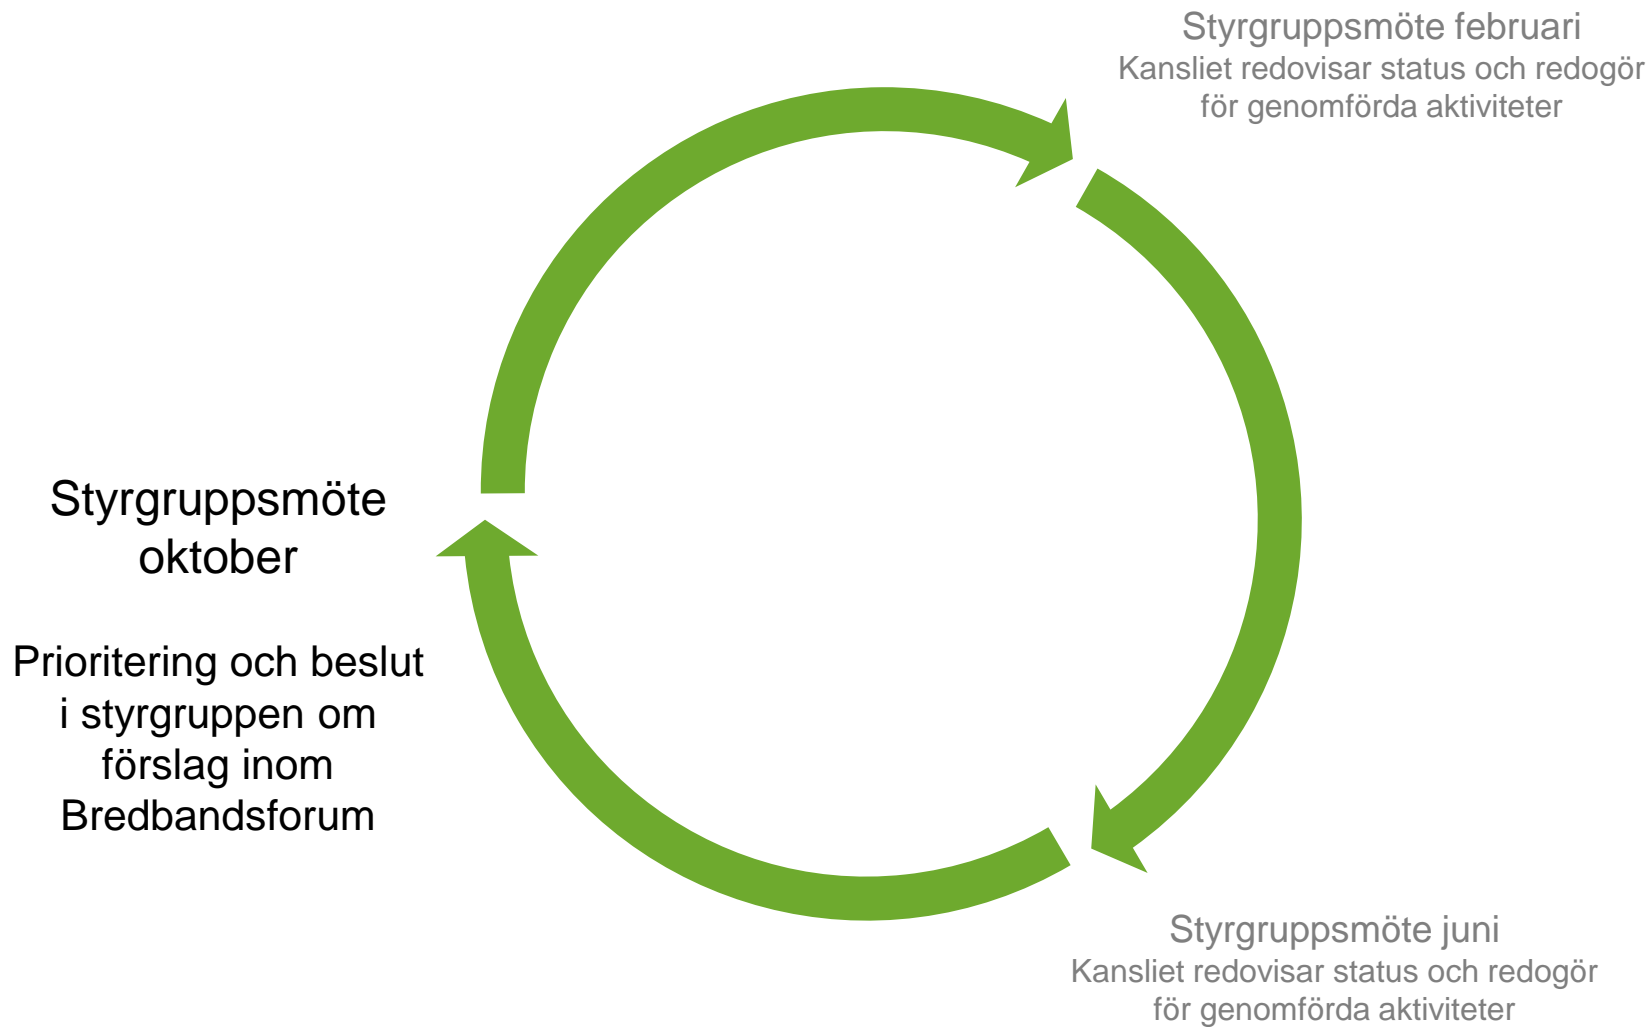 Styrgruppsmöte februari
Kansliet redovisar status och redogör
för genomförda aktiviteter
Styrgruppsmöte
oktober
Prioritering och beslut
i styrgruppen om
förslag inom
Bredbandsforum
Styrgruppsmöte juni
Kansliet redovisar status och redogör
för genomförda aktiviteter